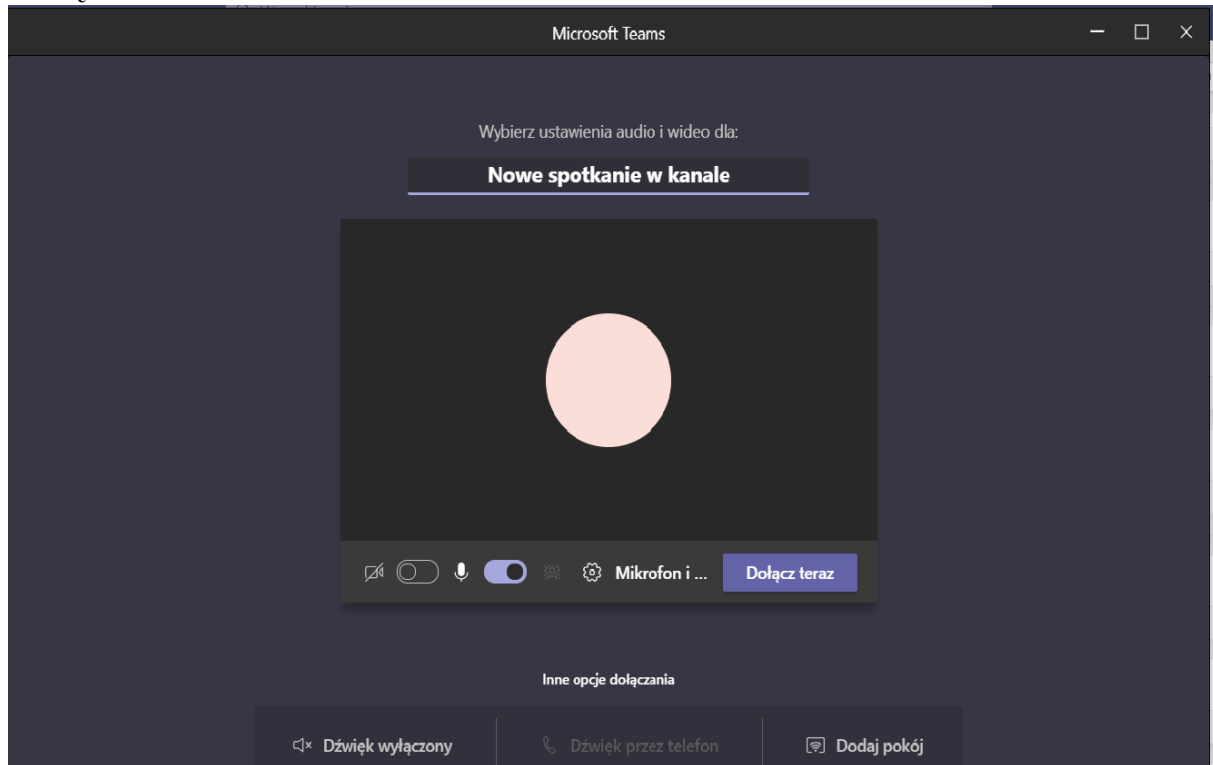 Microsoft Teams
Wybierz ustawienia audio i wideo dla:
Nowe spotkanie w kanale
Mikrofon i ... Dołącz teraz
Inne opcje dołączania
Dźwięk wyłączony Dźwięk przez telefon Dodaj pokój